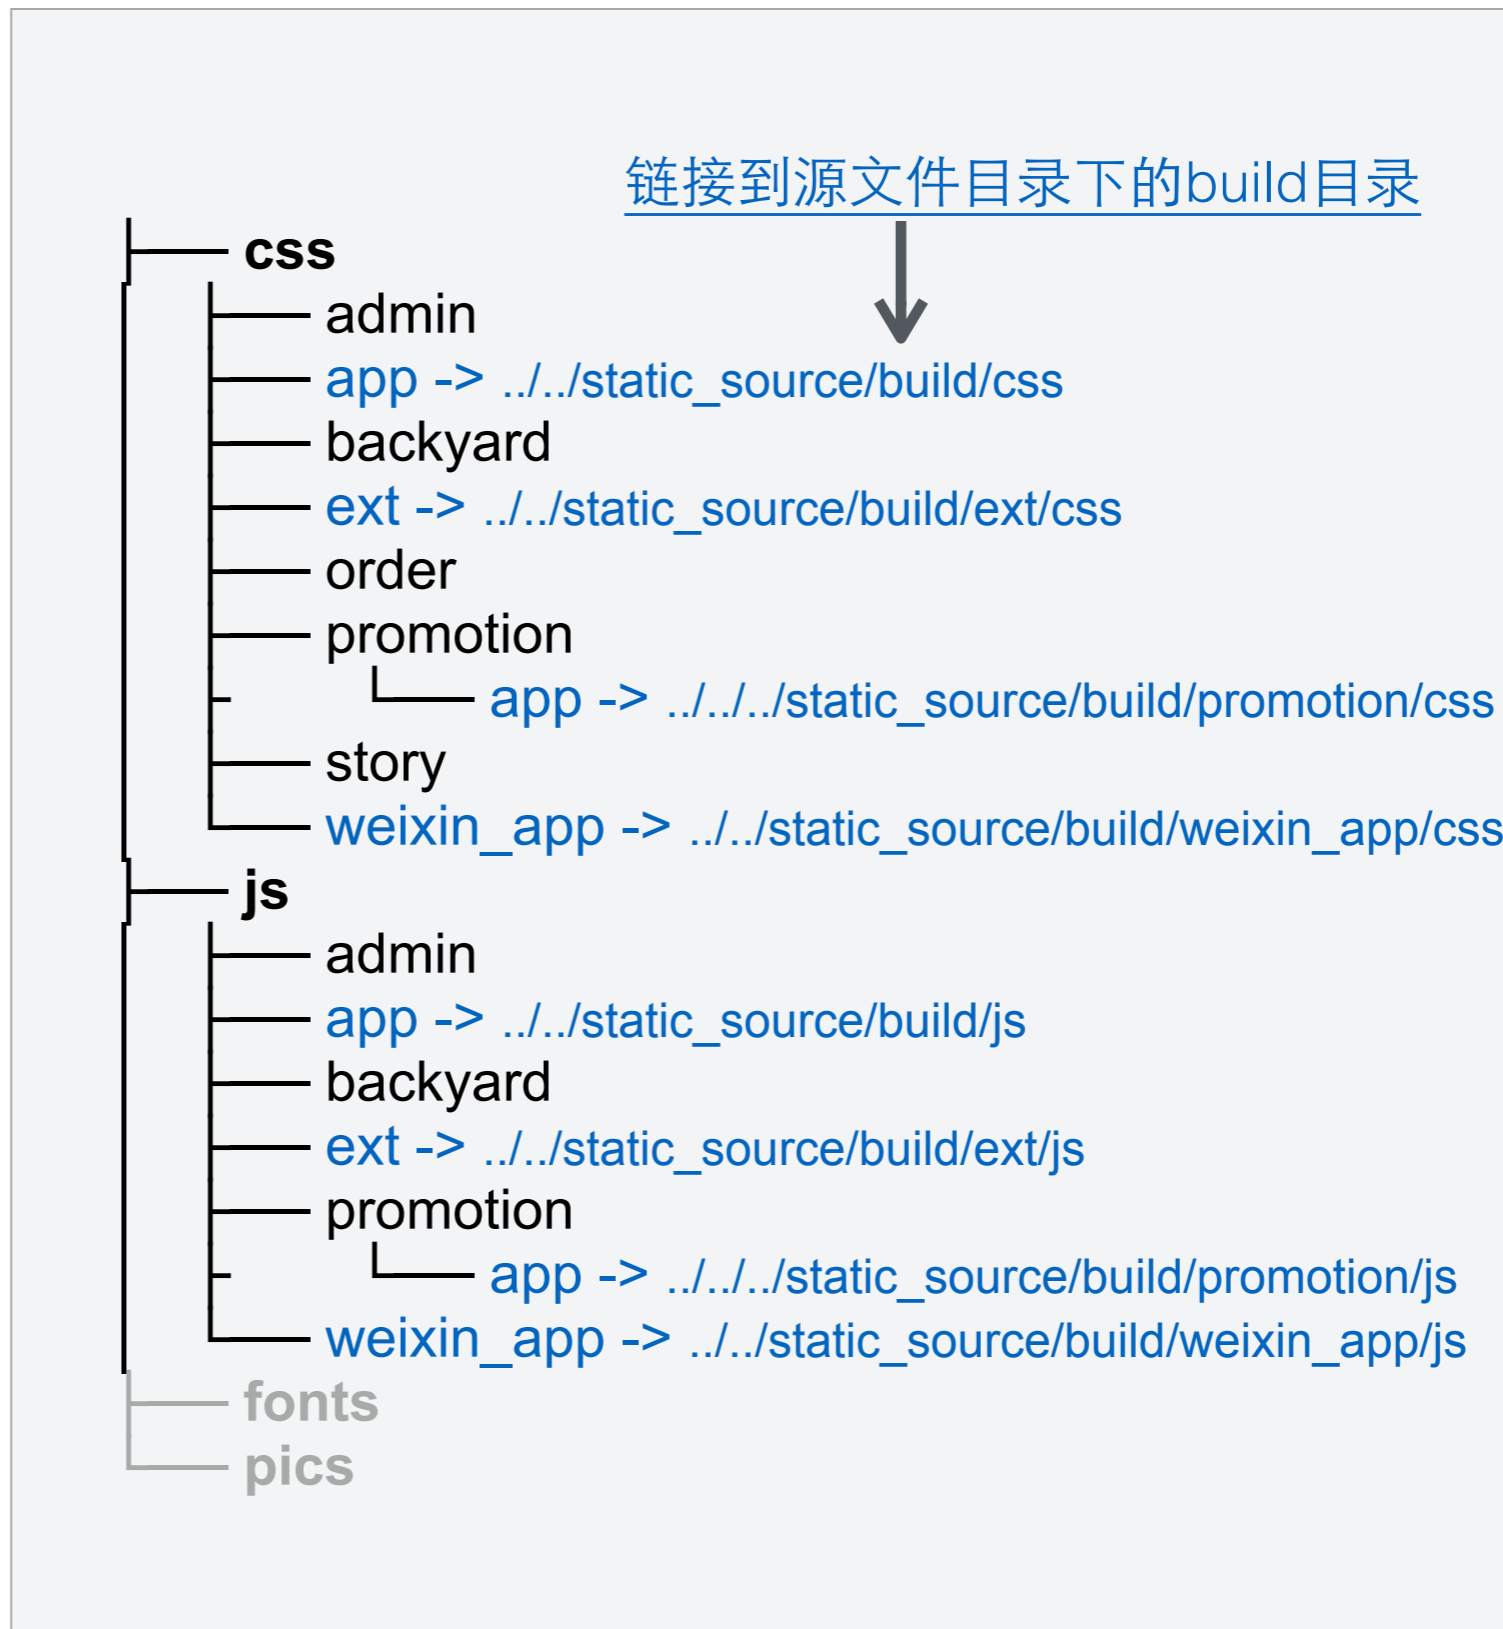 链接到源文件目录下的build目录
css
admin
app -> ../../static_source/build/css
backyard
ext -> ../../static_source/build/ext/css
order
promotion
app -> ../../../static_source/build/promotion/css
story
weixin_app -> ../../static_source/build/weixin_app/css
js
admin
app -> ../../static_source/build/js
backyard
ext -> ../../static_source/build/ext/js
promotion
app -> ../../../static_source/build/promotion/js
weixin_app -> ../../static_source/build/weixin_app/js
fonts
pics